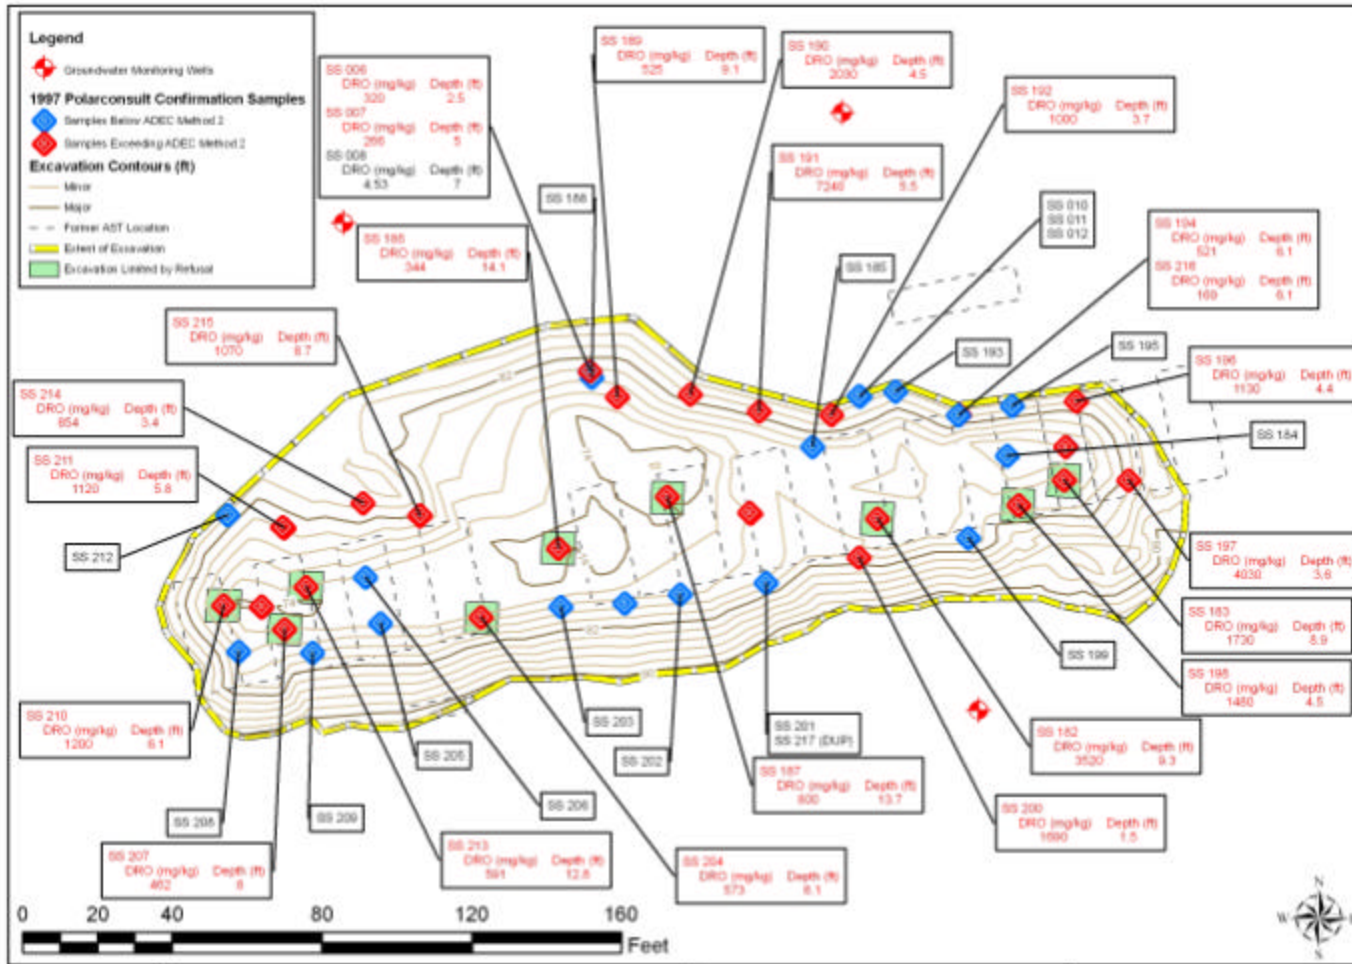 Legend
Groundwater Monitoring Wells
1997 Polarconsult Confirmation Samples
Samples Below ADEC Method 2
Samples Exceeding ADEC Method 2
Excavation Contours (ft)
Minor
Major
Former AST Location
Extent of Excavation
Excavation Limited by Refusal
SS 006
DRO (mg/kg) Depth (ft)
320 2.5
SS 007
DRO (mg/kg) Depth (ft)
266 5
SS 008
DRO (mg/kg) Depth (ft)
4.53 7
SS 189
DRO (mg/kg) Depth (ft)
525 9.1
SS 190
DRO (mg/kg) Depth (ft)
2030 4.5
SS 192
DRO (mg/kg) Depth (ft)
1000 3.7
SS 191
DRO (mg/kg) Depth (ft)
7240 5.5
SS 188
SS 010
SS 011
SS 012
SS 194
DRO (mg/kg) Depth (ft)
521 6.1
SS 218
DRO (mg/kg) Depth (ft)
169 6.1
DRO (mg/kg) Depth (ft)
344 14.1
SS 185
SS 215
DRO (mg/kg) Depth (ft)
1070 8.7
SS 193
SS 195
SS 196
DRO (mg/kg) Depth (ft)
1130 4.4
SS 214
DRO (mg/kg) Depth (ft)
854 3.4
SS 184
SS 211
DRO (mg/kg) Depth (ft)
1120 5.8
SS 212
SS 197
DRO (mg/kg) Depth (ft)
4030 3.6
SS 183
DRO (mg/kg) Depth (ft)
1730 8.9
SS 199
SS 198
DRO (mg/kg) Depth (ft)
1480 4.5
SS 210
DRO (mg/kg) Depth (ft)
1200 6.1
SS 203
SS 201
SS 217 (DUP)
SS 182
DRO (mg/kg) Depth (ft)
3520 9.3
SS 205
SS 202
SS 187
DRO (mg/kg) Depth (ft)
800 13.7
SS 206
SS 200
DRO (mg/kg) Depth (ft)
1690 1.5
SS 208
SS 209
SS 207
DRO (mg/kg) Depth (ft)
462 8
SS 213
DRO (mg/kg) Depth (ft)
591 12.8
SS 204
DRO (mg/kg) Depth (ft)
573 8.1
0 20 40 80 120 160
Feet
N
W